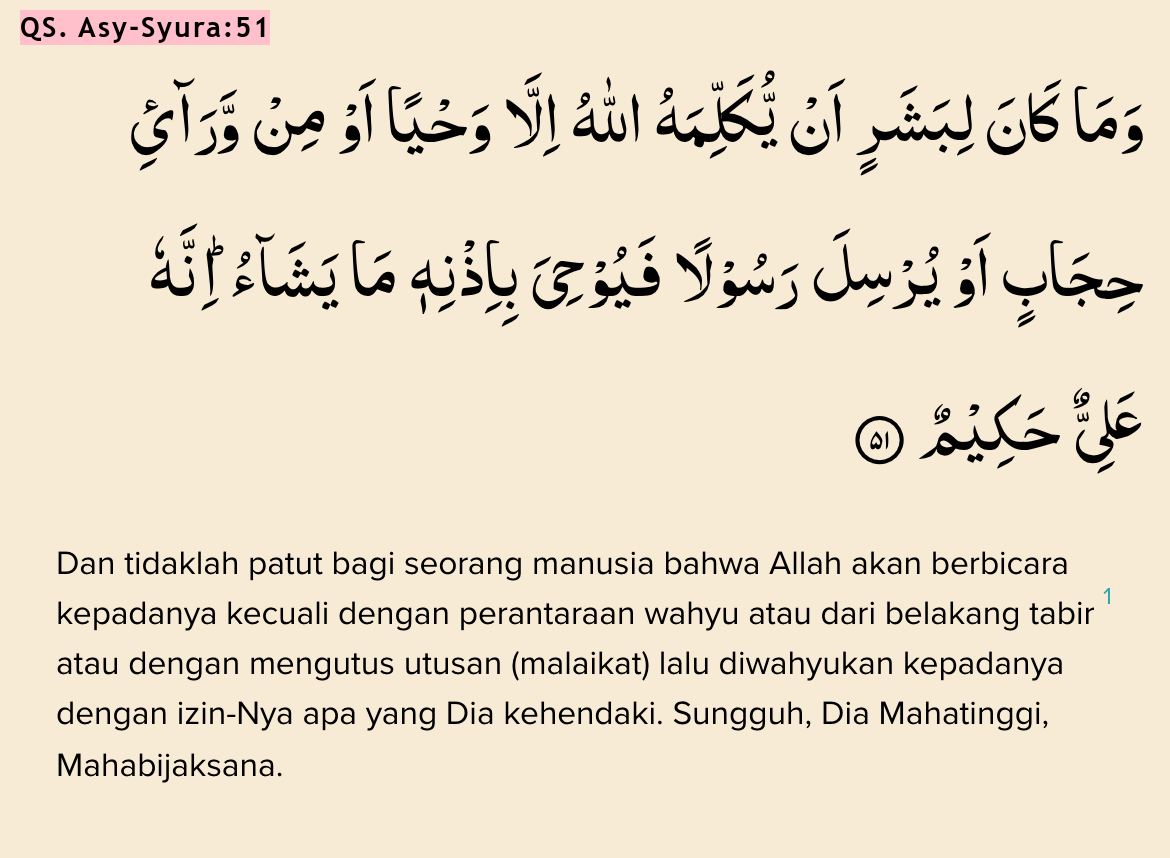 QS. Asy-Syura:51
وَمَا كَانَ لِبَشَرٍ اَنْ يُّكَلِّمَهُ اللّٰهُ اِلَّا وَحْيًا اَوْ مِنْ وَّرَاۤئِ
حِجَابٍ اَوْ يُرْسِلَ رَسُوْلًا فَيُوْحِيَ بِاِذْنِهٖ مَا يَشَاۤءُ ۗاِنَّهٗ
عَلِيٌّ حَكِيْمٌ ۝٥١
Dan tidaklah patut bagi seorang manusia bahwa Allah akan berbicara
kepadanya kecuali dengan perantaraan wahyu atau dari belakang tabir 1
atau dengan mengutus utusan (malaikat) lalu diwahyukan kepadanya
dengan izin-Nya apa yang Dia kehendaki. Sungguh, Dia Mahatinggi,
Mahabijaksana.